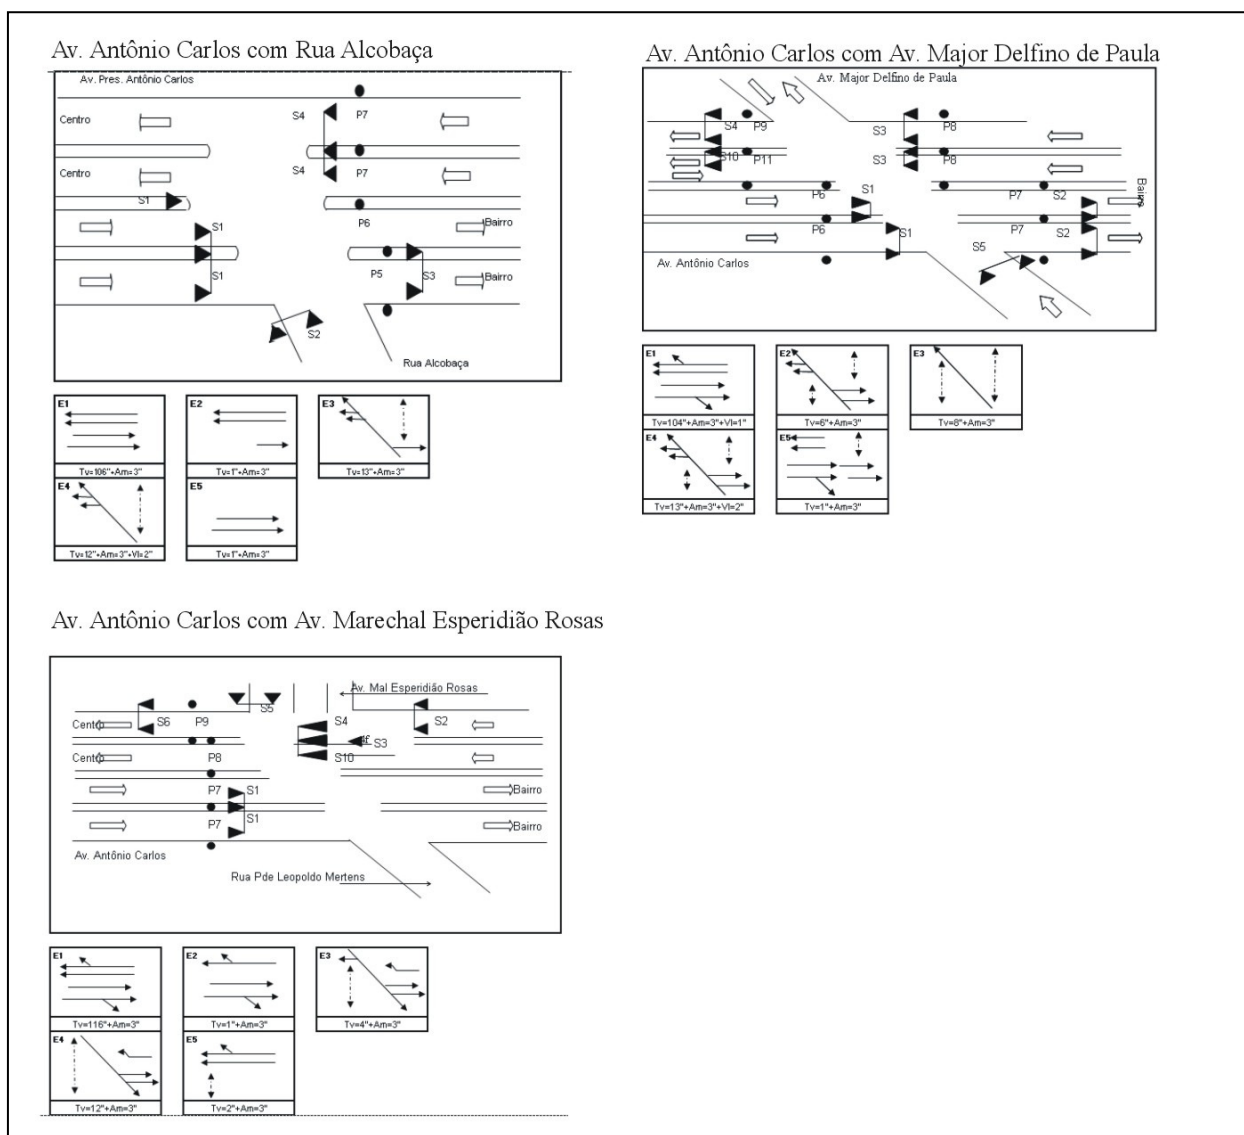 Av. Antônio Carlos com Rua Alcobaça
Av. Pres. Antônio Carlos
Centro
S4
P7
Centro
S4
P7
S1
P6
S1
Bairro
S1
P5
S3
Bairro
S2
Rua Alcobaça
E1
Tv=106"+Am=3"
E2
Tv=1"+Am=3"
E3
Tv=13"+Am=3"
E4
Tv=12"+Am=3"+Vl=2"
E5
Tv=1"+Am=3"
Av. Antônio Carlos com Av. Major Delfino de Paula
Av. Major Delfino de Paula
S4
P9
S3
P8
S10
P11
S3
P8
Bairro
P6
S1
P7
S2
P6
S1
P7
S2
S5
Av. Antônio Carlos
E1
Tv=104"+Am=3"+Vl=1"
E2
Tv=6"+Am=3"
E3
Tv=8"+Am=3"
E4
Tv=13"+Am=3"+Vl=2"
E5
Tv=1"+Am=3"
Av. Antônio Carlos com Av. Marechal Esperidião Rosas
Av. Mal Esperidião Rosas
S5
Centro
S6
P9
S4
S2
S3
Centro
P8
S10
P7
S1
Bairro
P7
S1
Bairro
Av. Antônio Carlos
Rua Pde Leopoldo Mertens
E1
Tv=116"+Am=3"
E2
Tv=1"+Am=3"
E3
Tv=4"+Am=3"
E4
Tv=12"+Am=3"
E5
Tv=2"+Am=3"